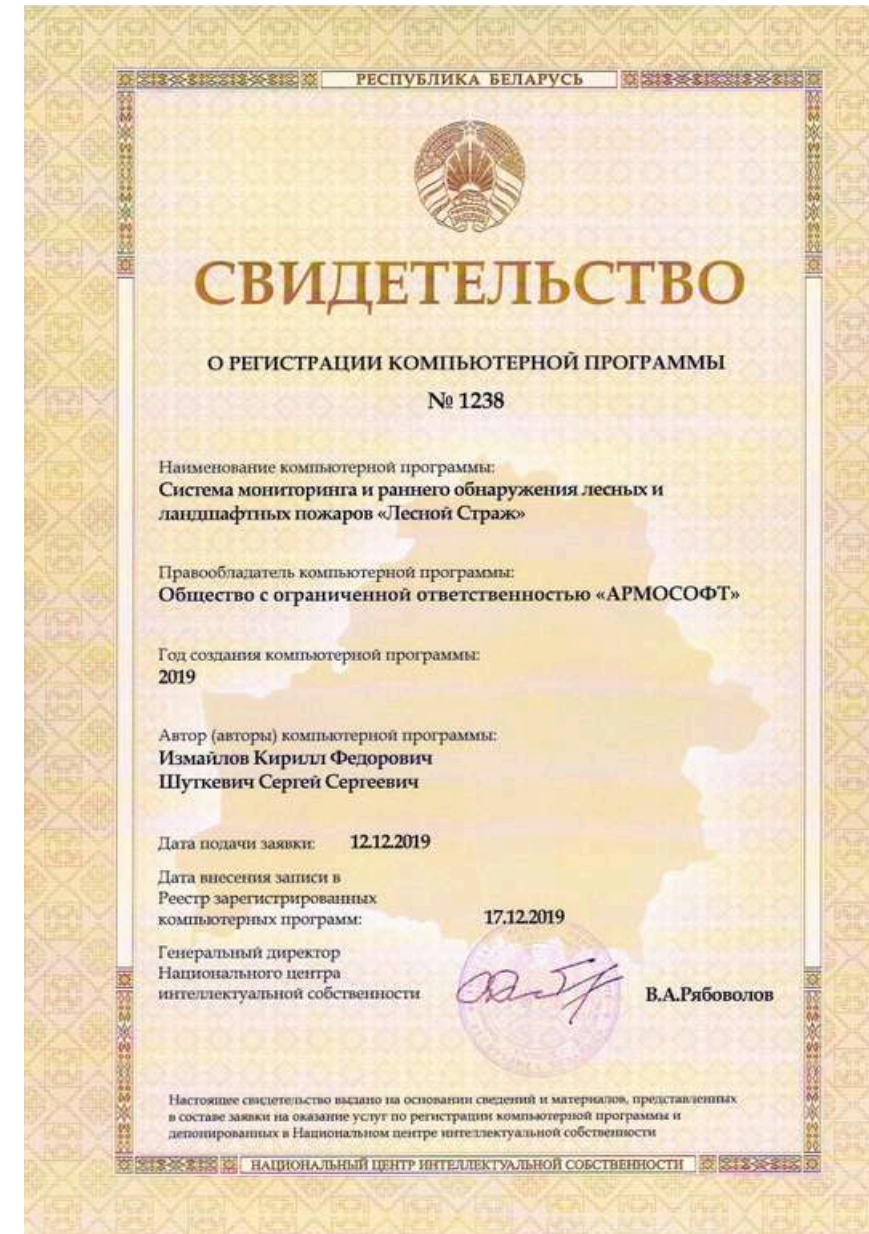 РЕСПУБЛИКА БЕЛАРУСЬ
СВИДЕТЕЛЬСТВО
О РЕГИСТРАЦИИ КОМПЬЮТЕРНОЙ ПРОГРАММЫ
№ 1238
Наименование компьютерной программы:
Система мониторинга и раннего обнаружения лесных и
ландшафтных пожаров «Лесной Страж»
Правообладатель компьютерной программы:
Общество с ограниченной ответственностью «АРМОСОФТ»
Год создания компьютерной программы:
2019
Автор (авторы) компьютерной программы:
Измайлов Кирилл Федорович
Шуткевич Сергей Сергеевич
Дата подачи заявки: 12.12.2019
Дата внесения записи в
Реестр зарегистрированных
компьютерных программ: 17.12.2019
Генеральный директор
Национального центра
интеллектуальной собственности В.А.Рябоволов
Настоящее свидетельство выдано на основании сведений и материалов, представленных
в составе заявки на оказание услуг по регистрации компьютерной программы и
депонированных в Национальном центре интеллектуальной собственности
НАЦИОНАЛЬНЫЙ ЦЕНТР ИНТЕЛЛЕКТУАЛЬНОЙ СОБСТВЕННОСТИ